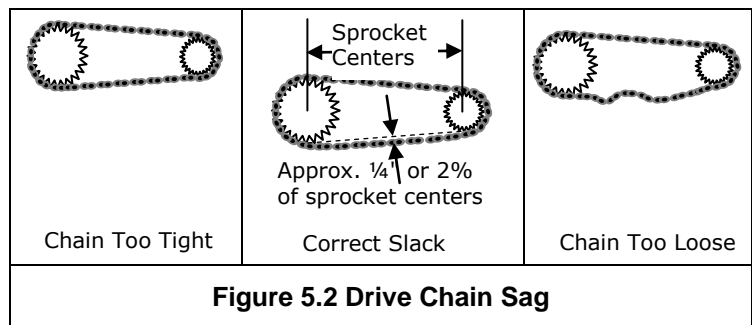 Sprocket
Centers
Approx. ¼" or 2%
of sprocket centers
Chain Too Tight
Correct Slack
Chain Too Loose
Figure 5.2 Drive Chain Sag